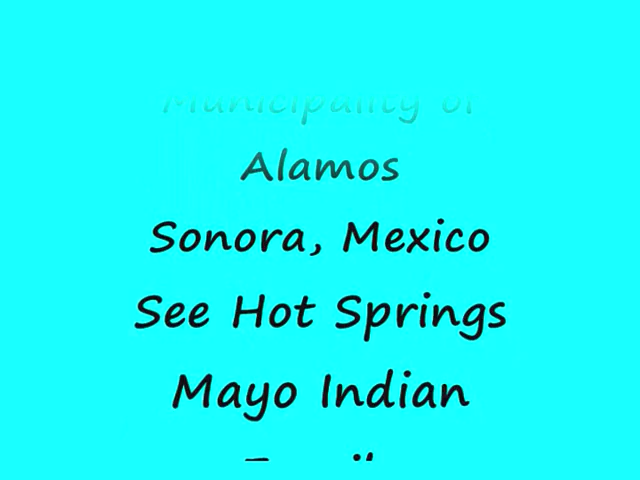 Municipality of
Alamos
Sonora, Mexico
See Hot Springs
Mayo Indian